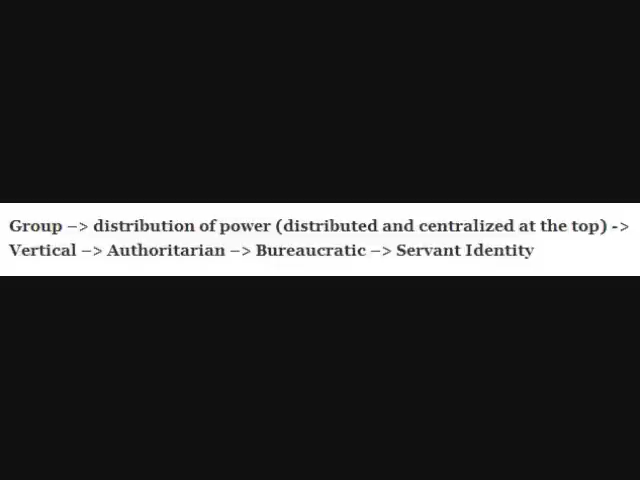 Group –> distribution of power (distributed and centralized at the top) ->
Vertical –> Authoritarian –> Bureaucratic –> Servant Identity